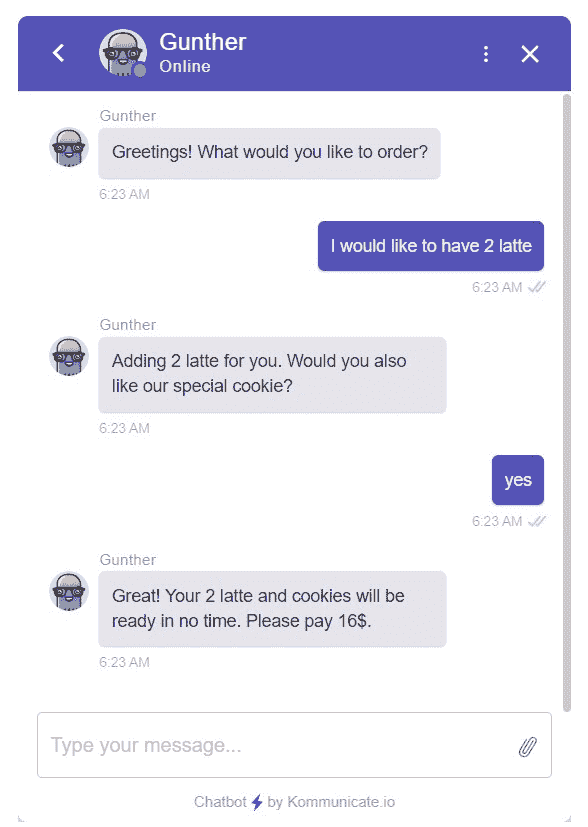 Gunther
Online
Gunther
Greetings! What would you like to order?
6:23 AM
I would like to have 2 latte
6:23 AM
Gunther
Adding 2 latte for you. Would you also
like our special cookie?
6:23 AM
yes
6:23 AM
Gunther
Great! Your 2 latte and cookies will be
ready in no time. Please pay 16$.
6:23 AM
Type your message...
Chatbot by Kommunicate.io